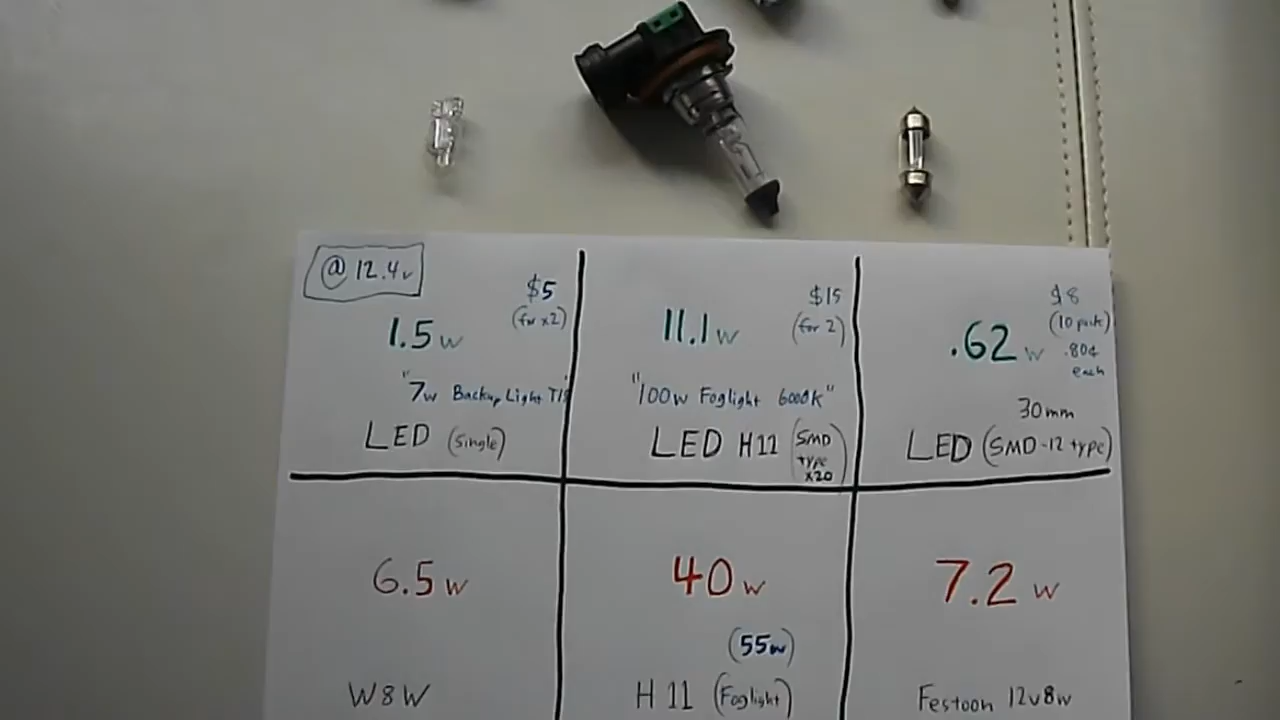 @ 12.4v
$5
(for x2)
1.5w
"7w Backup Light T15"
LED (single)
$15
(for 2)
11.1w
"100w Foglight 6000k"
LED H11 (SMD
type
x20)
$8
(10 pack)
.80¢
each
.62w
30mm
LED (SMD-12 type)
6.5w
W8W
40w
(55w)
H11 (Foglight)
7.2w
Festoon 12v8w